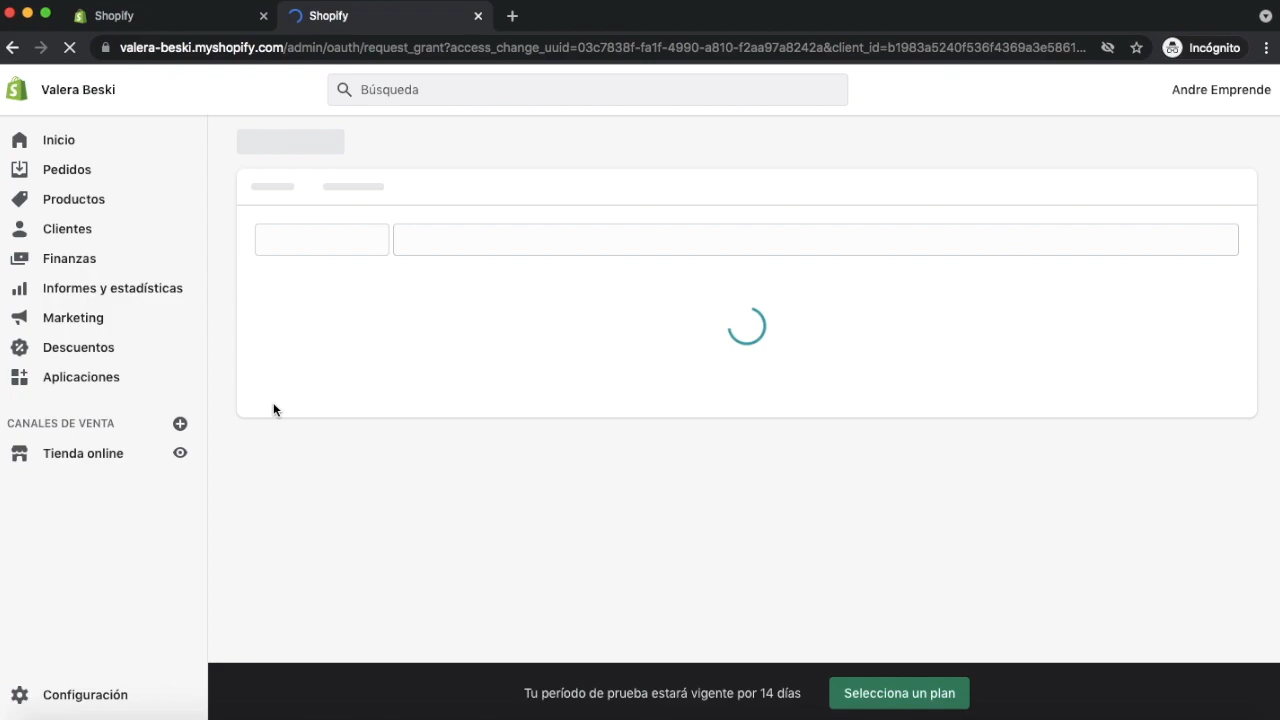 Shopify
Shopify
valera-beski.myshopify.com/admin/oauth/request_grant?access_change_uuid=03c7838f-fa1f-4990-a810-f2aa97a8242a&client_id=b1983a5240f536f4369a3e5861...
Incógnito
Valera Beski
Búsqueda
Andre Emprende
Inicio
Pedidos
Productos
Clientes
Finanzas
Informes y estadísticas
Marketing
Descuentos
Aplicaciones
CANALES DE VENTA
Tienda online
Configuración
Tu período de prueba estará vigente por 14 días
Selecciona un plan